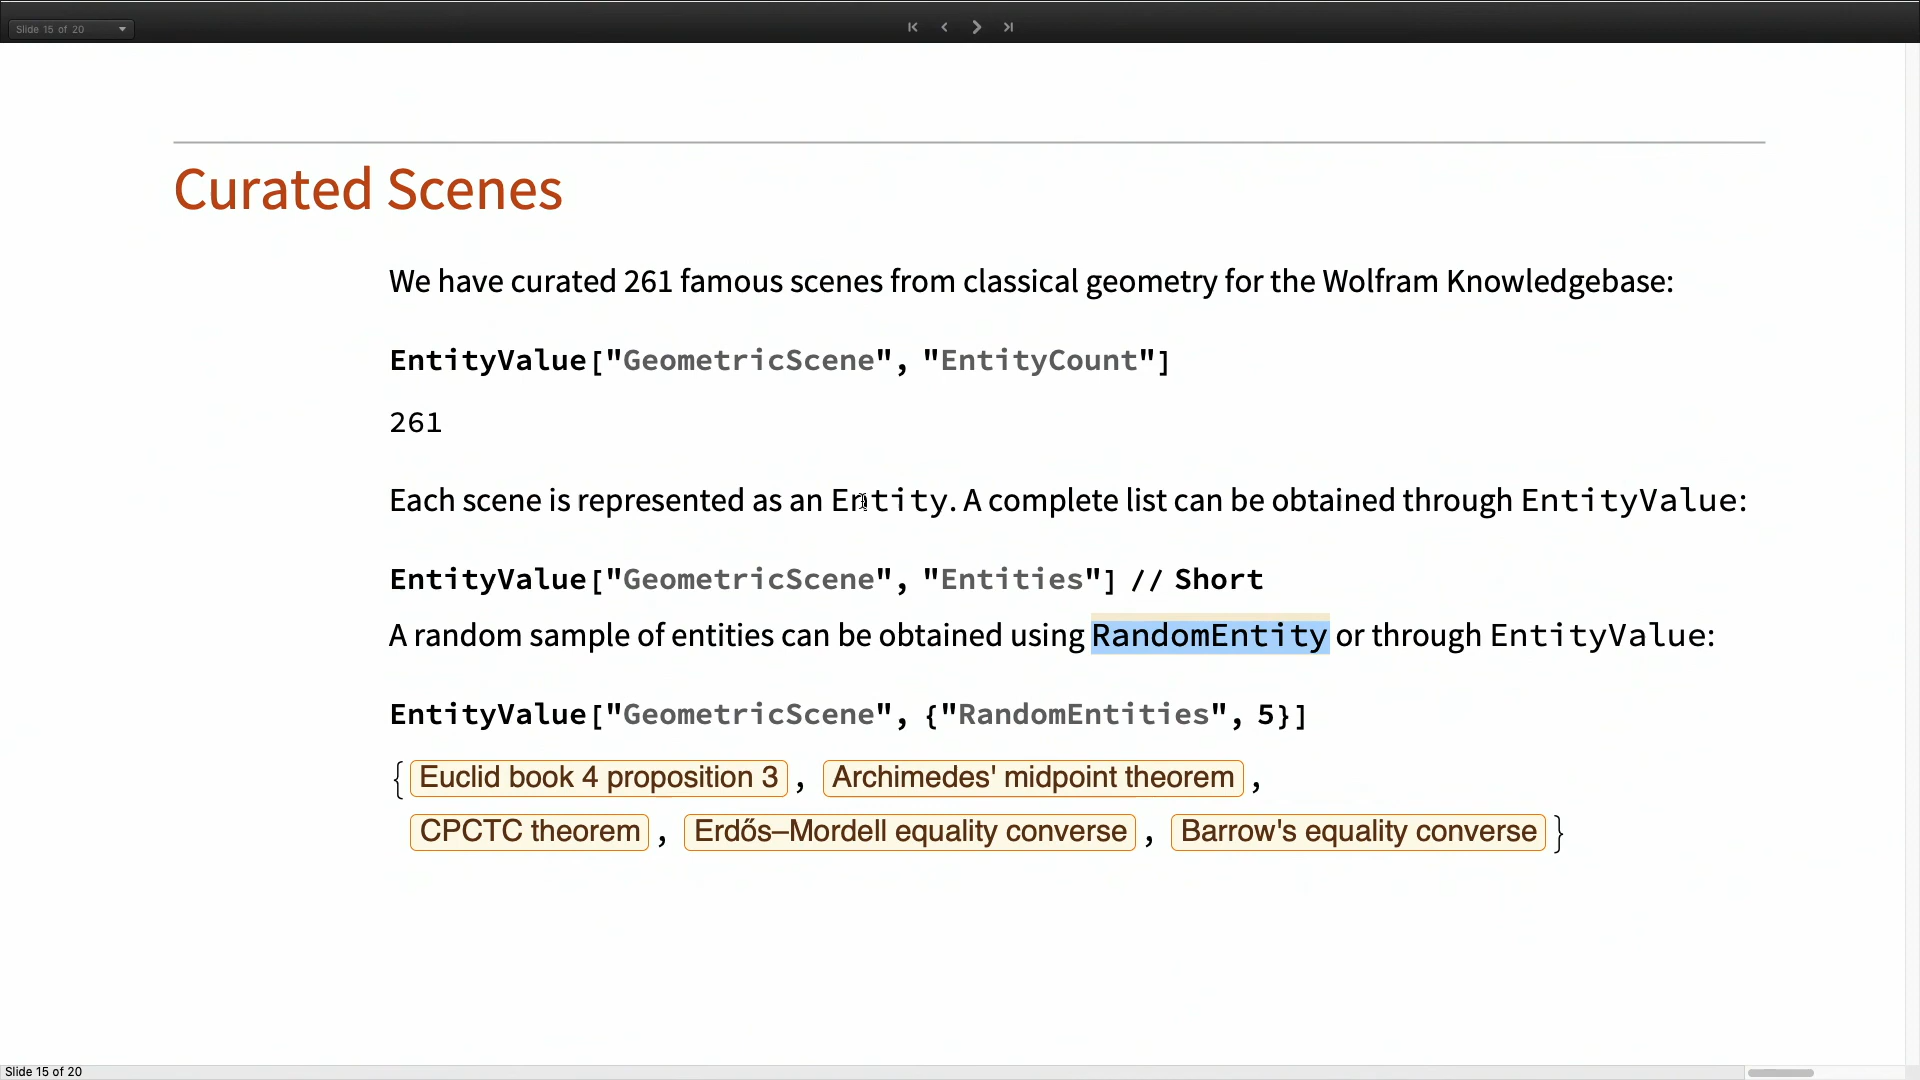 Slide 15 of 20
Curated Scenes
We have curated 261 famous scenes from classical geometry for the Wolfram Knowledgebase:
EntityValue["GeometricScene", "EntityCount"]
261
Each scene is represented as an Entity. A complete list can be obtained through EntityValue:
EntityValue["GeometricScene", "Entities"] // Short
A random sample of entities can be obtained using RandomEntity or through EntityValue:
EntityValue["GeometricScene", {"RandomEntities", 5}]
{ Euclid book 4 proposition 3 , Archimedes' midpoint theorem ,
CPCTC theorem , Erdős–Mordell equality converse , Barrow's equality converse }
Slide 15 of 20